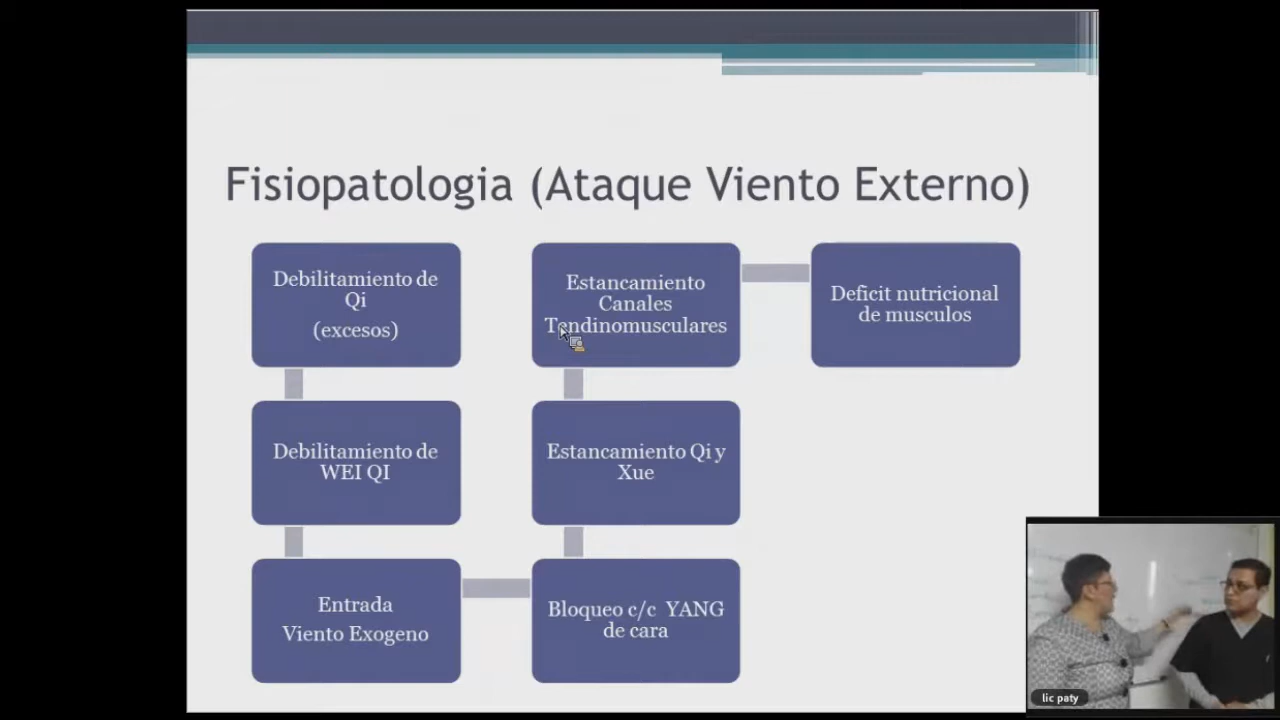 Fisiopatologia (Ataque Viento Externo)
Debilitamiento de
Qi
(excesos)
Debilitamiento de
WEI QI
Entrada
Viento Exogeno
Bloqueo c/c YANG
de cara
Estancamiento Qi y
Xue
Estancamiento
Canales
Tendinomusculares
Deficit nutricional
de musculos
lic paty